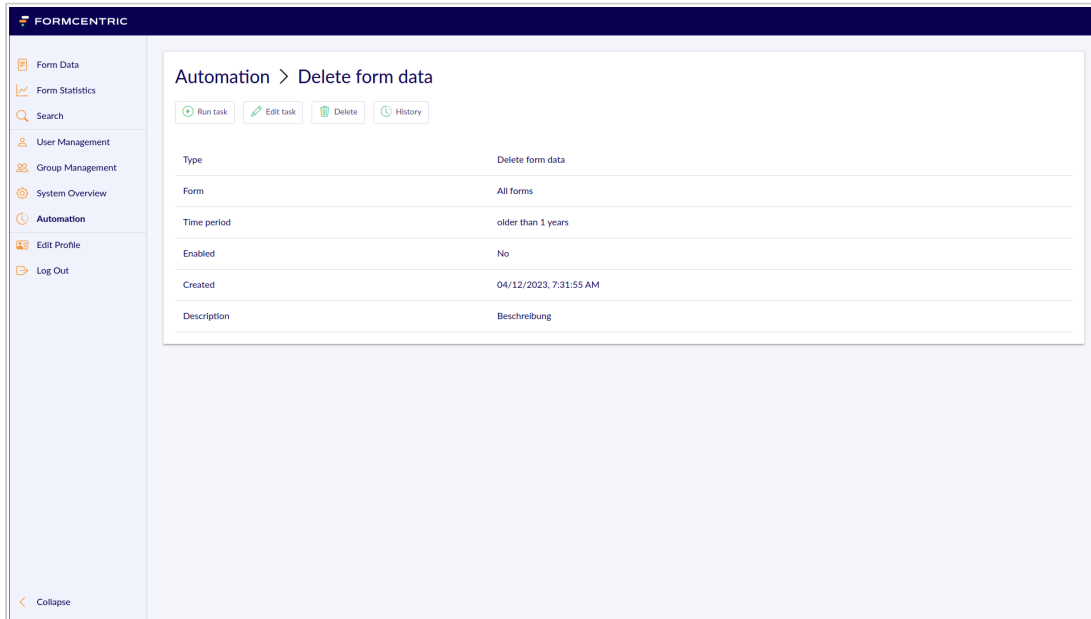 FORMCENTRIC
Form Data
Form Statistics
Search
User Management
Group Management
System Overview
Automation
Edit Profile
Log Out
Collapse
Automation > Delete form data
Run task Edit task Delete History
Type Delete form data
Form All forms
Time period older than 1 years
Enabled No
Created 04/12/2023, 7:31:55 AM
Description Beschreibung